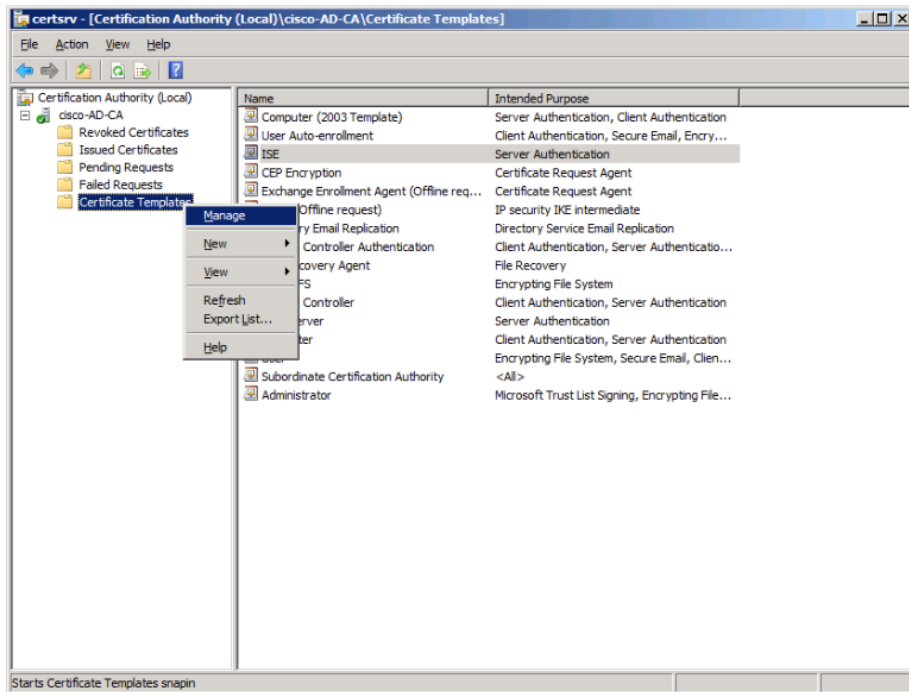 certsrv - [Certification Authority (Local)\cisco-AD-CA\Certificate Templates]
File Action View Help
Certification Authority (Local)
cisco-AD-CA
Revoked Certificates
Issued Certificates
Pending Requests
Failed Requests
Certificate Templates
Manage
New
View
Refresh
Export List...
Help
Name Intended Purpose
Computer (2003 Template) Server Authentication, Client Authentication
User Auto-enrollment Client Authentication, Secure Email, Encry...
ISE Server Authentication
CEP Encryption Certificate Request Agent
Exchange Enrollment Agent (Offline req... Certificate Request Agent
Offline request) IP security IKE intermediate
ry Email Replication Directory Service Email Replication
Controller Authentication Client Authentication, Server Authenticatio...
covery Agent File Recovery
FS Encrypting File System
Controller Client Authentication, Server Authentication
erver Server Authentication
ter Client Authentication, Server Authentication
Encrypting File System, Secure Email, Clien...
Subordinate Certification Authority <All>
Administrator Microsoft Trust List Signing, Encrypting File...
Starts Certificate Templates snapin